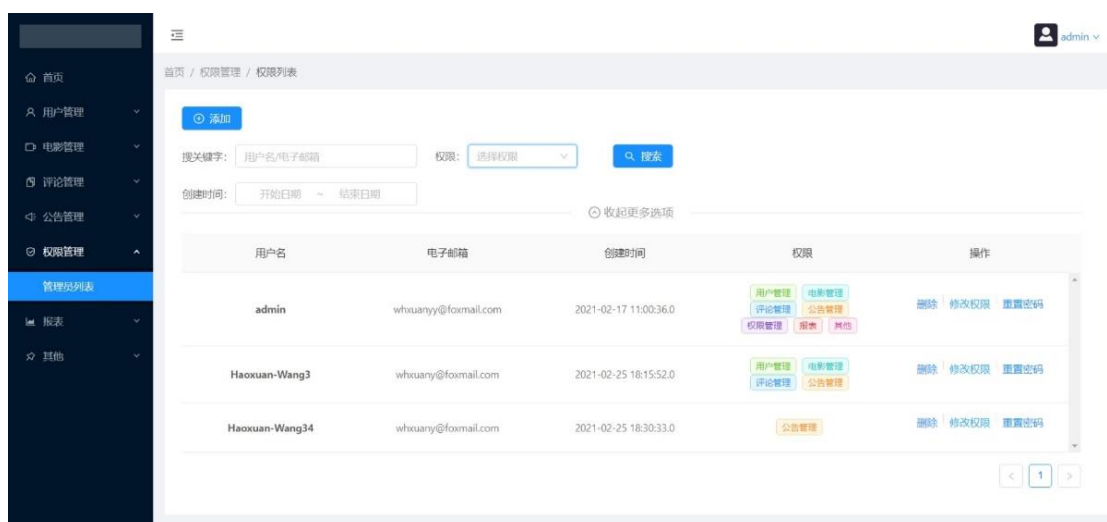 admin
首页
用户管理
电影管理
评论管理
公告管理
权限管理
管理员列表
报表
其他
首页 / 权限管理 / 权限列表
添加
搜关键字： 用户名/电子邮箱 权限： 选择权限 搜索
创建时间： 开始日期 ~ 结束日期
收起更多选项
用户名 电子邮箱 创建时间 权限 操作
用户管理 电影管理
admin whxuanyy@foxmail.com 2021-02-17 11:00:36.0 评论管理 公告管理 删除 修改权限 重置密码
权限管理 报表 其他
用户管理 电影管理
Haoxuan-Wang3 whxuany@foxmail.com 2021-02-25 18:15:52.0 评论管理 公告管理 删除 修改权限 重置密码
Haoxuan-Wang34 whxuany@foxmail.com 2021-02-25 18:30:33.0 公告管理 删除 修改权限 重置密码
< 1 >